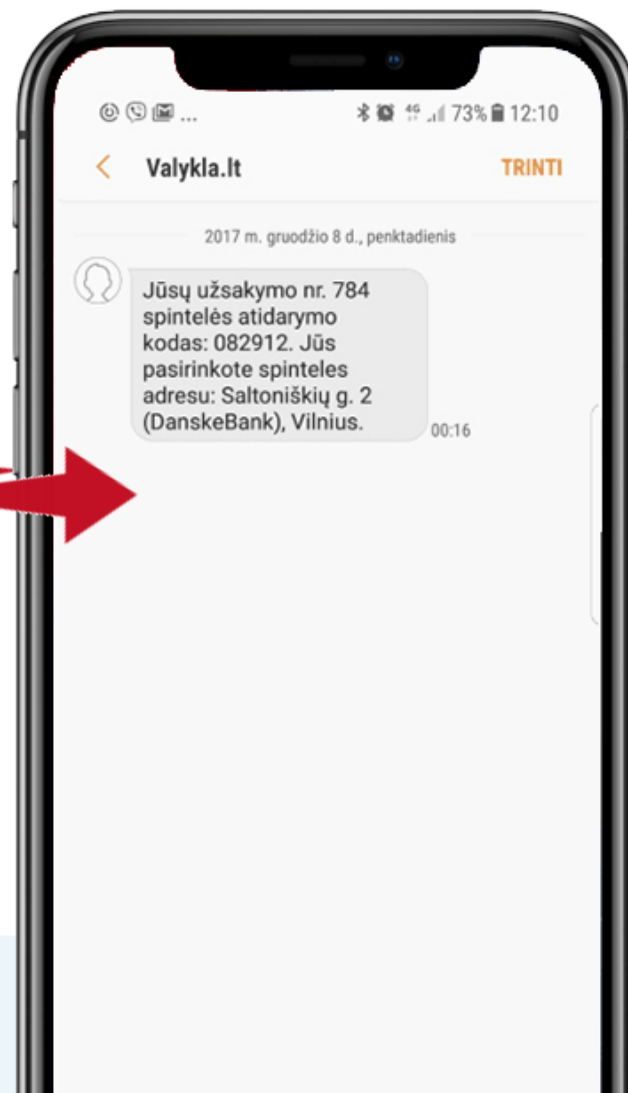 ... 4G 73% 12:10
Valykla.lt TRINTI
2017 m. gruodžio 8 d., penktadienis
Jūsų užsakymo nr. 784
spintelės atidarymo
kodas: 082912. Jūs
pasirinkote spinteles
adresu: Saltoniškių g. 2
(DanskeBank), Vilnius.
00:16